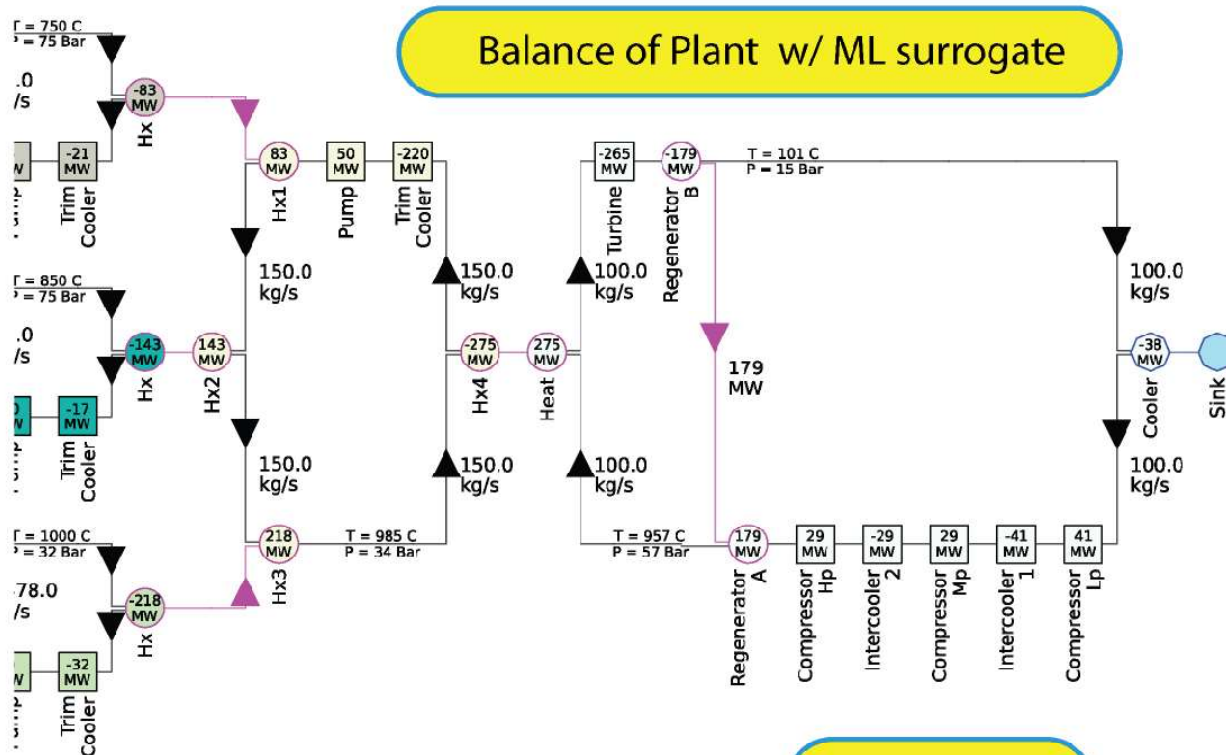 Balance of Plant w/ ML surrogate
T = 750 C
P = 75 Bar
.0
/s
-83
MW
Hx
W
-21
MW
Trim
Cooler
83
MW
Hx1
50
MW
Pump
-220
MW
Trim
Cooler
-265
MW
Turbine
-179
MW
Regenerator
B
T = 101 C
P = 15 Bar
150.0
kg/s
150.0
kg/s
100.0
kg/s
100.0
kg/s
T = 850 C
P = 75 Bar
.0
/s
-143
MW
Hx
143
MW
Hx2
-275
MW
Hx4
275
MW
Heat
179
MW
-38
MW
Cooler
Sink
W
-17
MW
Trim
Cooler
150.0
kg/s
150.0
kg/s
100.0
kg/s
100.0
kg/s
T = 1000 C
P = 32 Bar
478.0
/s
-218
MW
Hx
218
MW
Hx3
T = 985 C
P = 34 Bar
T = 957 C
P = 57 Bar
179
MW
Regenerator
A
29
MW
Compressor
Hp
-29
MW
Intercooler
2
29
MW
Compressor
Mp
-41
MW
Intercooler
1
41
MW
Compressor
Lp
W
-32
MW
Trim
Cooler